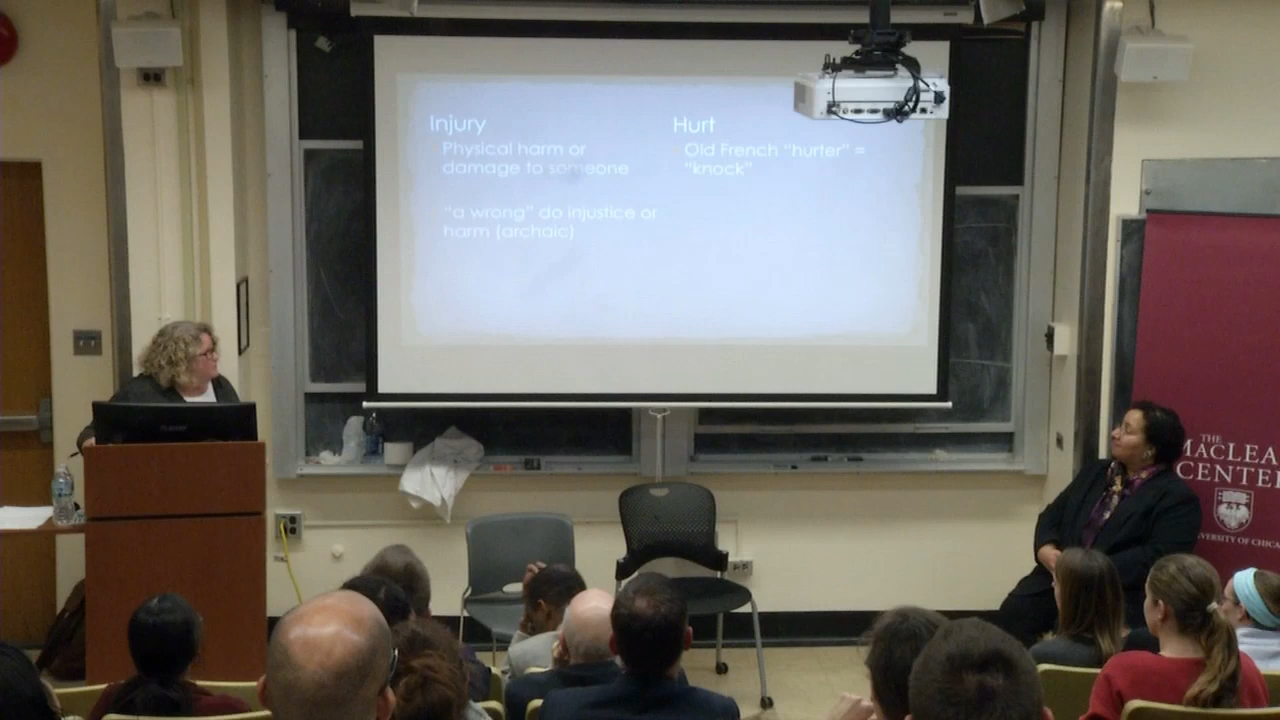 Injury
Physical harm or
damage to someone
"a wrong" do injustice or
harm (archaic)
Hurt
Old French "hurter" =
"knock"
THE
MACLEA
CENTER
VERSITY OF CHICA